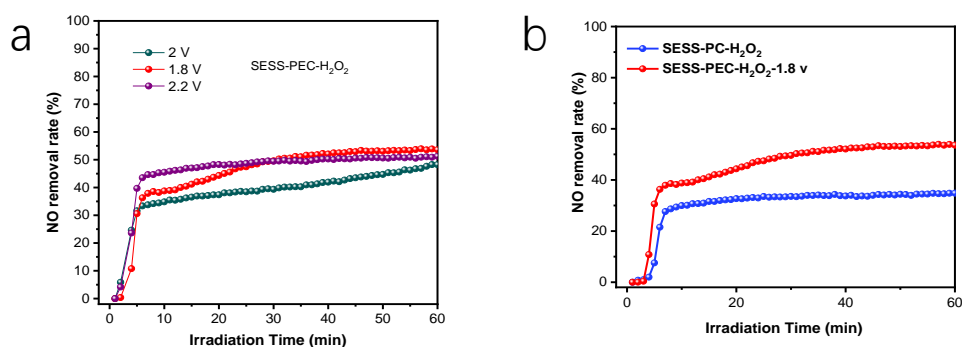 a
100
90
80
70
60
50
40
30
20
10
0
NO removal rate (%)
2 V
1.8 V
2.2 V
SESS-PEC-H₂O₂
0 10 20 30 40 50 60
Irradiation Time (min)
b
100
80
60
40
20
0
NO removal rate (%)
SESS-PC-H₂O₂
SESS-PEC-H₂O₂-1.8 v
0 20 40 60
Irradiation Time (min)